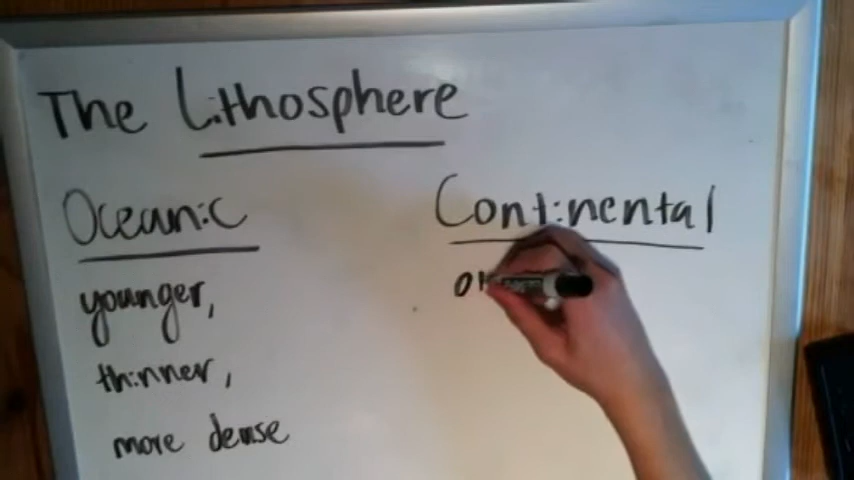 The Lithosphere
Oceanic
younger,
thinner,
more dense
Continental